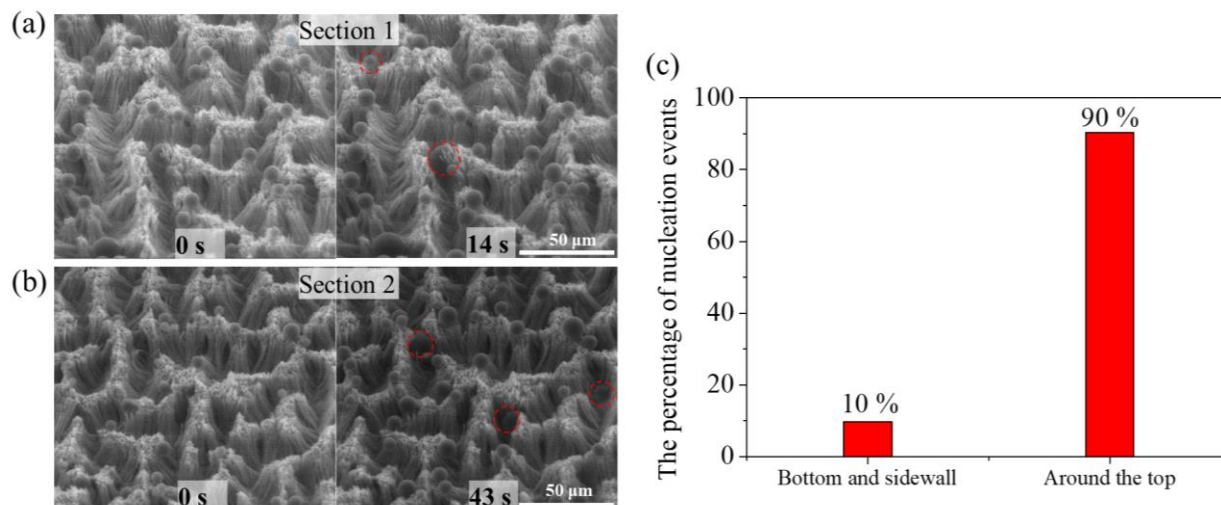 (a)
Section 1
0 s
14 s
50 μm
(b)
Section 2
0 s
43 s
50 μm
(c)
The percentage of nucleation events
100
80
60
40
20
0
10 %
90 %
Bottom and sidewall
Around the top